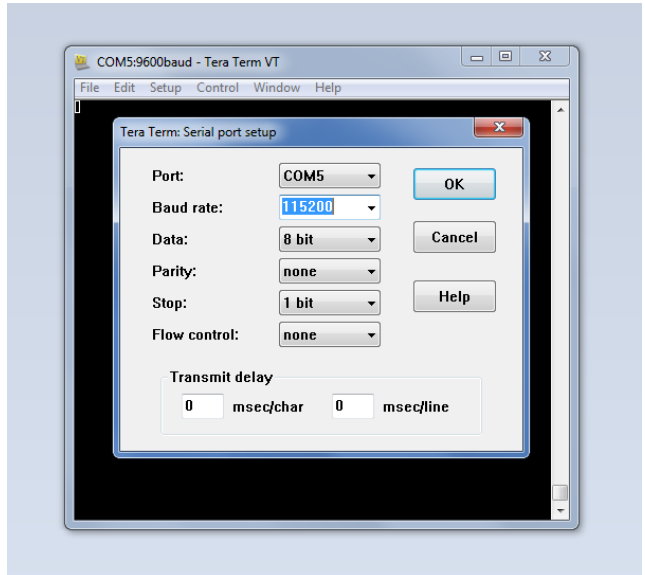 COM5:9600baud - Tera Term VT
File Edit Setup Control Window Help
Tera Term: Serial port setup
Port: COM5 OK
Baud rate: 115200
Data: 8 bit Cancel
Parity: none
Stop: 1 bit Help
Flow control: none
Transmit delay
0 msec/char 0 msec/line